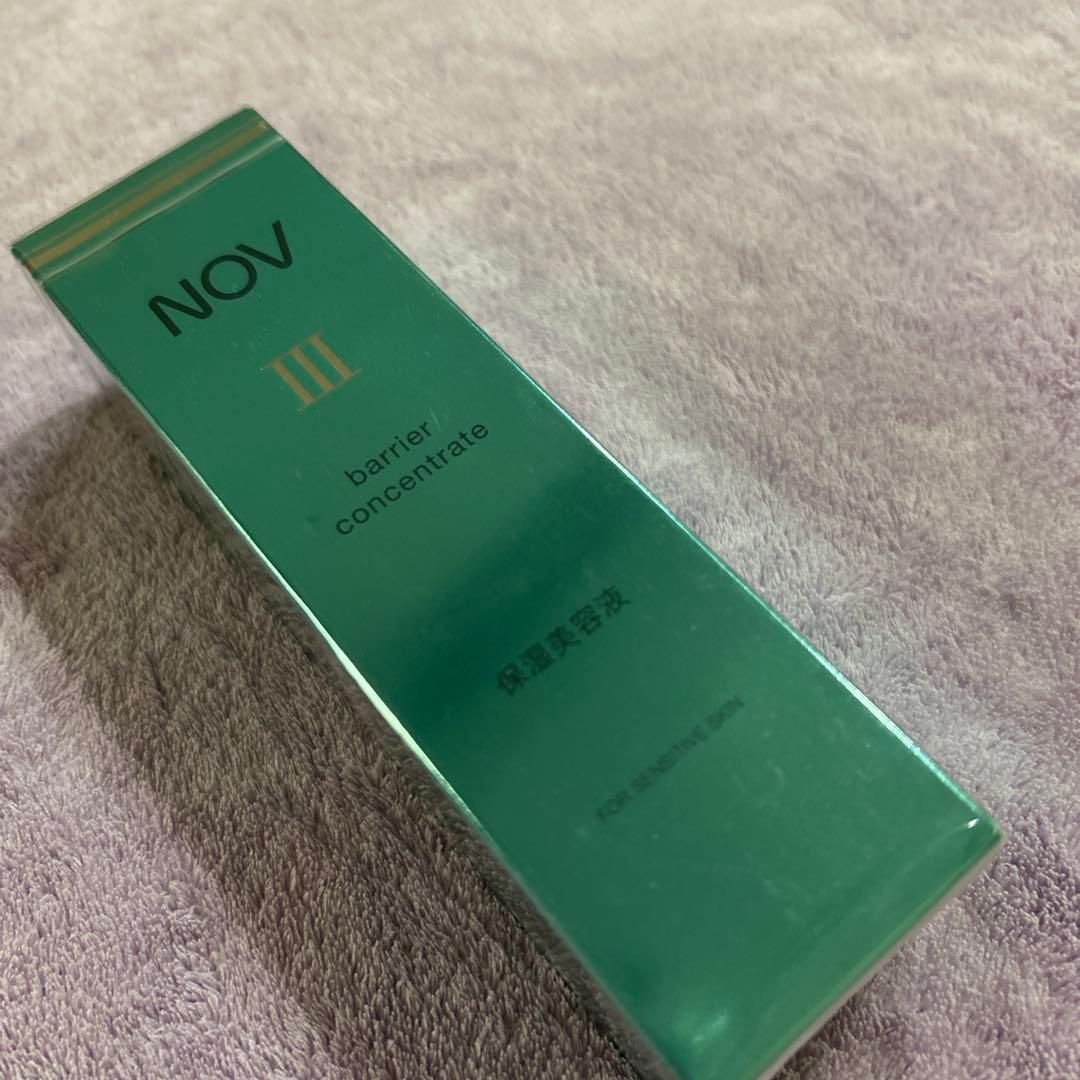 NOV
III
barrier
concentrate
保湿美容液
FOR SENSITIVE SKIN